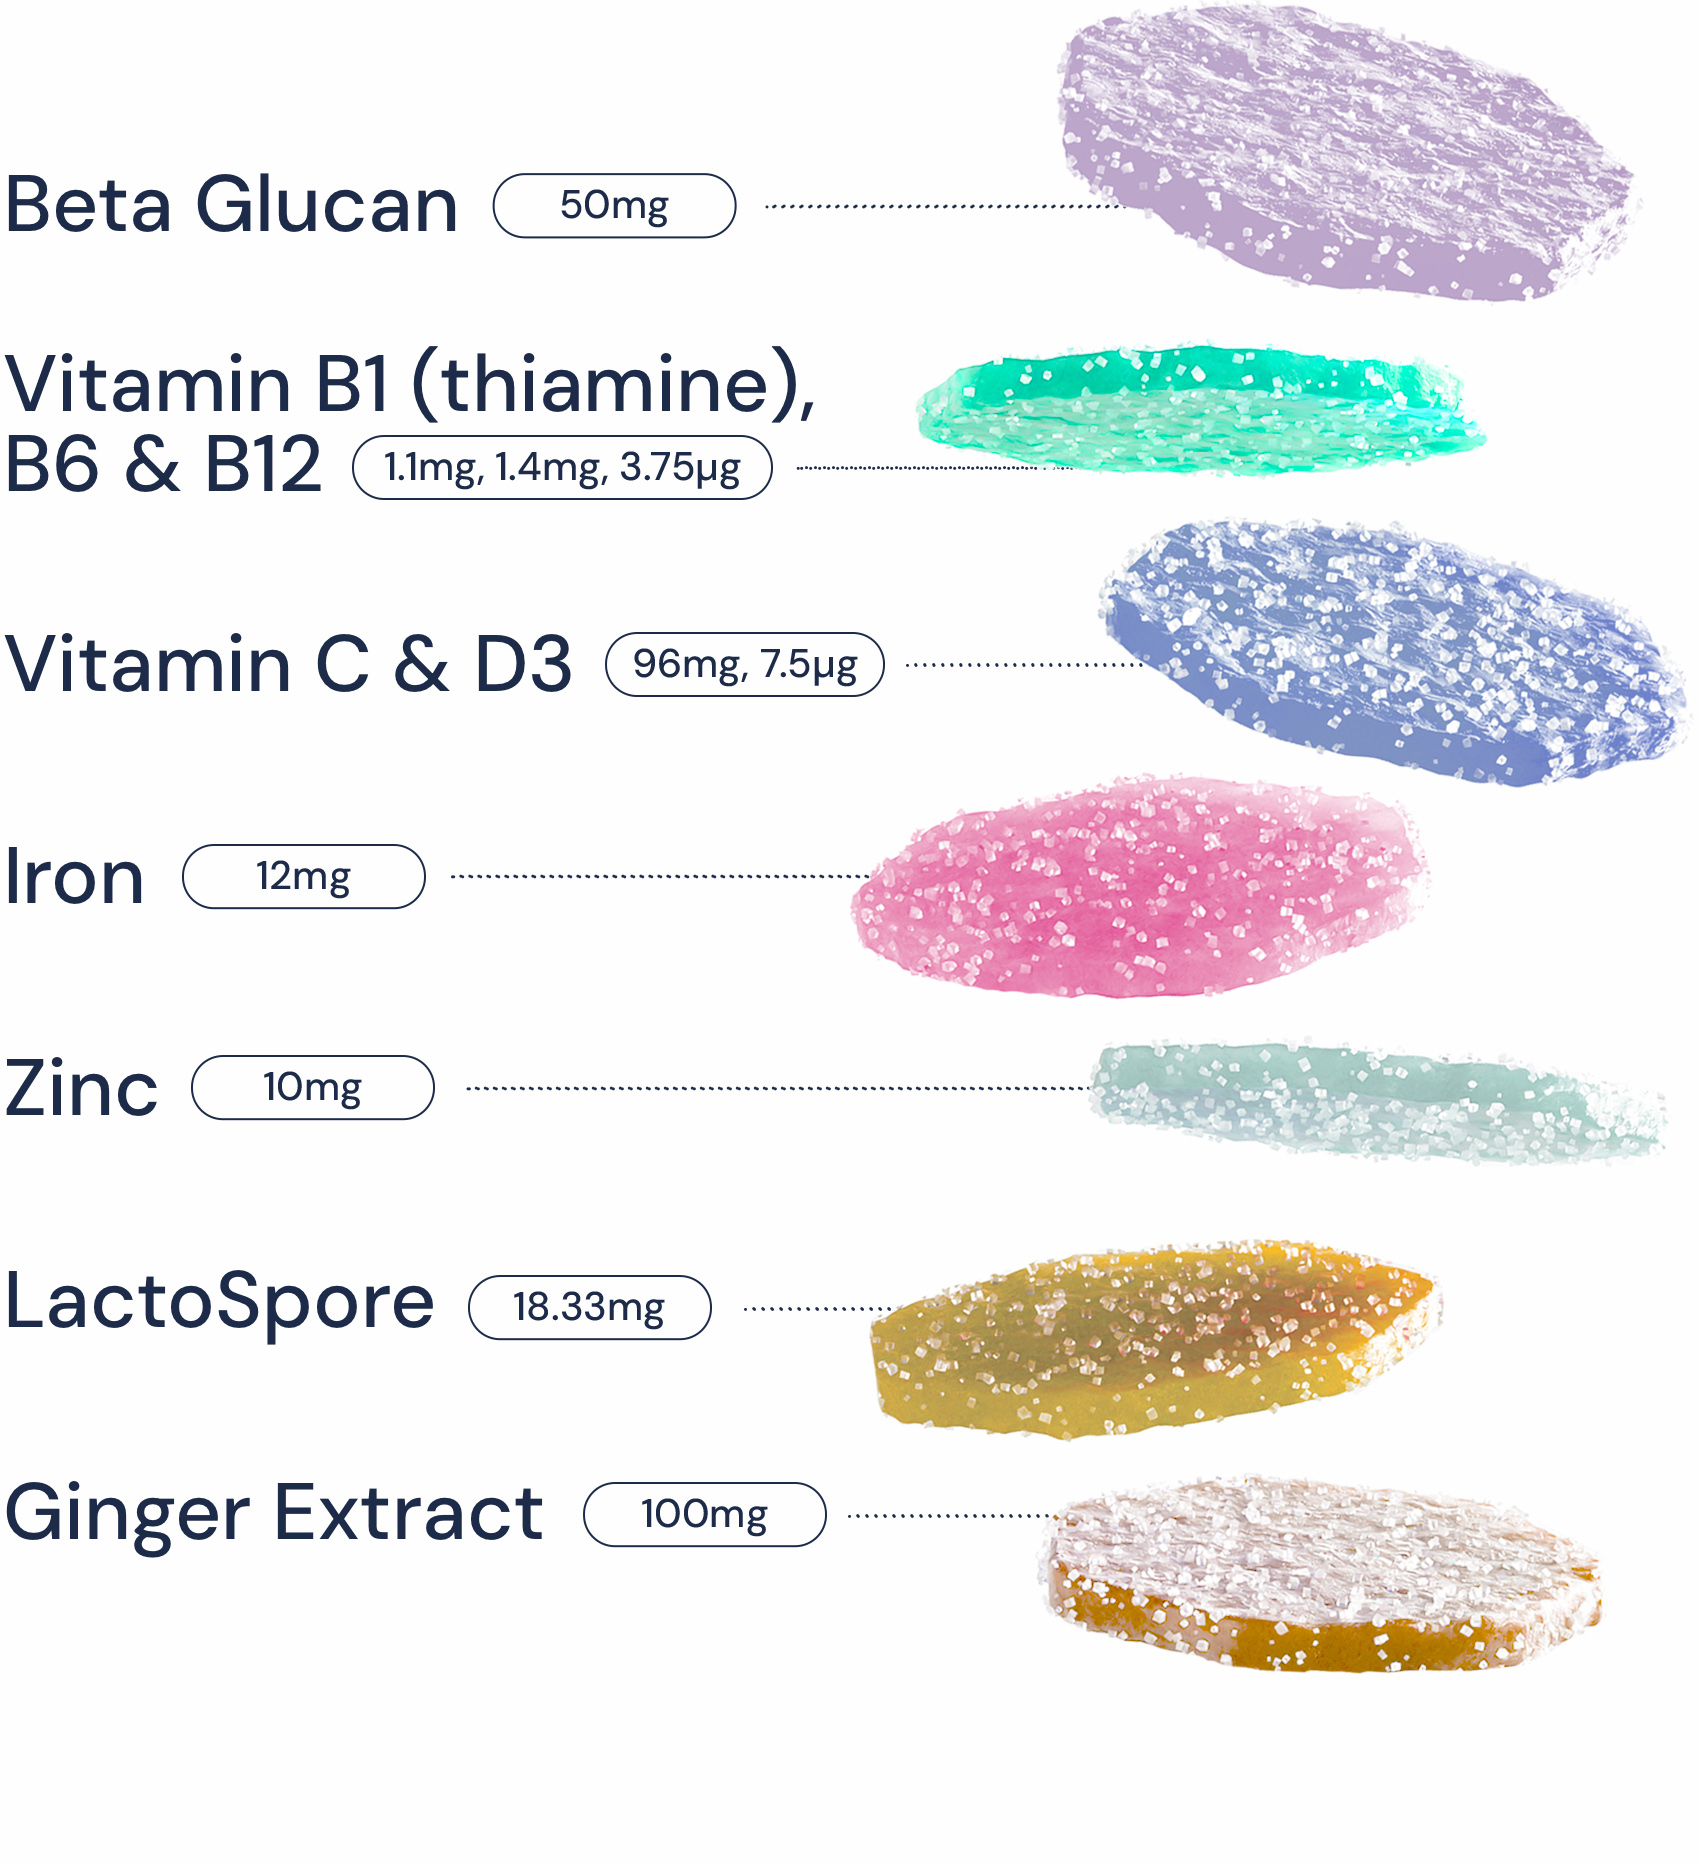 Beta Glucan 50mg
Vitamin B1 (thiamine),
B6 & B12 1.1mg, 1.4mg, 3.75µg
Vitamin C & D3 96mg, 7.5µg
Iron 12mg
Zinc 10mg
LactoSpore 18.33mg
Ginger Extract 100mg